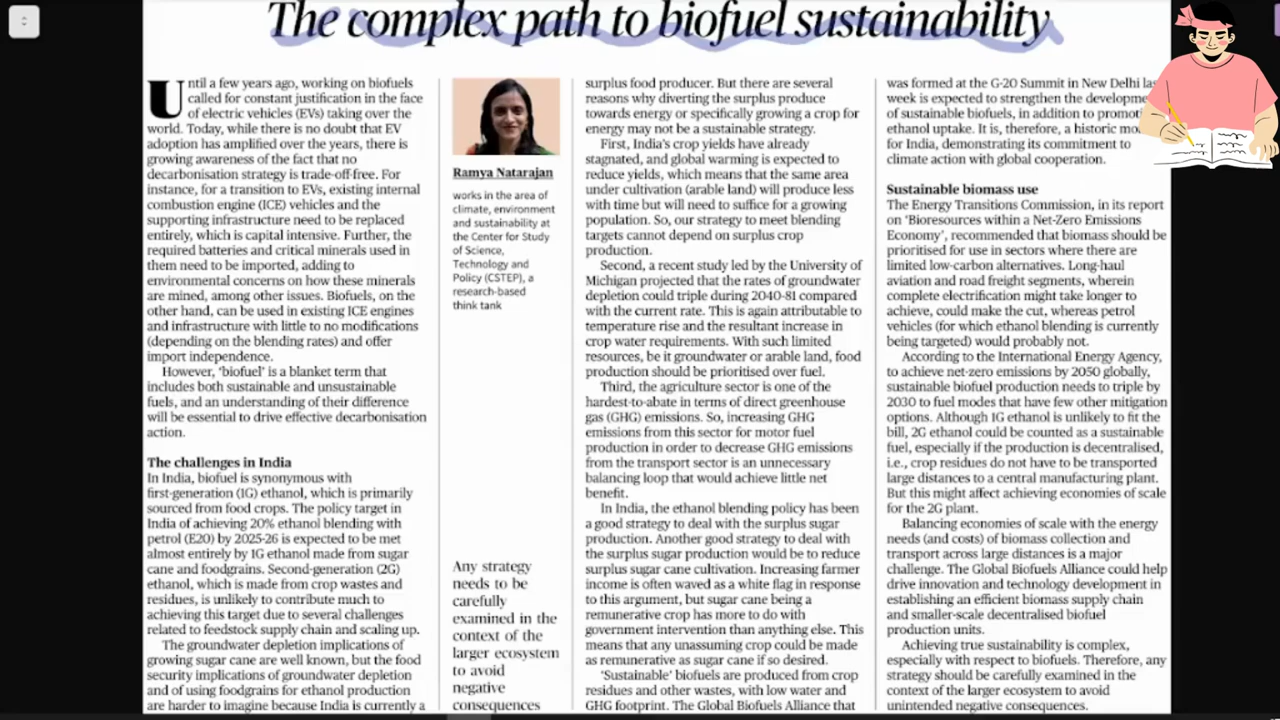 The complex path to biofuel sustainability
Until a few years ago, working on biofuels
called for constant justification in the face
of electric vehicles (EVs) taking over the
world. Today, while there is no doubt that EV
adoption has amplified over the years, there is
growing awareness of the fact that no
decarbonisation strategy is trade-off-free. For
instance, for a transition to EVs, existing internal
combustion engine (ICE) vehicles and the
supporting infrastructure need to be replaced
entirely, which is capital intensive. Further, the
required batteries and critical minerals used in
them need to be imported, adding to
environmental concerns on how these minerals
are mined, among other issues. Biofuels, on the
other hand, can be used in existing ICE engines
and infrastructure with little to no modifications
(depending on the blending rates) and offer
import independence.
However, ‘biofuel’ is a blanket term that
includes both sustainable and unsustainable
fuels, and an understanding of their difference
will be essential to drive effective decarbonisation
action.
The challenges in India
In India, biofuel is synonymous with
first-generation (1G) ethanol, which is primarily
sourced from food crops. The policy target in
India of achieving 20% ethanol blending with
petrol (E20) by 2025-26 is expected to be met
almost entirely by 1G ethanol made from sugar
cane and foodgrains. Second-generation (2G)
ethanol, which is made from crop wastes and
residues, is unlikely to contribute much to
achieving this target due to several challenges
related to feedstock supply chain and scaling up.
The groundwater depletion implications of
growing sugar cane are well known, but the food
security implications of groundwater depletion
and of using foodgrains for ethanol production
are harder to imagine because India is currently a
Ramya Natarajan
works in the area of
climate, environment
and sustainability at
the Center for Study
of Science,
Technology and
Policy (CSTEP), a
research-based
think tank
Any strategy
needs to be
carefully
examined in the
context of the
larger ecosystem
to avoid
negative
consequences
surplus food producer. But there are several
reasons why diverting the surplus produce
towards energy or specifically growing a crop for
energy may not be a sustainable strategy.
First, India’s crop yields have already
stagnated, and global warming is expected to
reduce yields, which means that the same area
under cultivation (arable land) will produce less
with time but will need to suffice for a growing
population. So, our strategy to meet blending
targets cannot depend on surplus crop
production.
Second, a recent study led by the University of
Michigan projected that the rates of groundwater
depletion could triple during 2040-81 compared
with the current rate. This is again attributable to
temperature rise and the resultant increase in
crop water requirements. With such limited
resources, be it groundwater or arable land, food
production should be prioritised over fuel.
Third, the agriculture sector is one of the
hardest-to-abate in terms of direct greenhouse
gas (GHG) emissions. So, increasing GHG
emissions from this sector for motor fuel
production in order to decrease GHG emissions
from the transport sector is an unnecessary
balancing loop that would achieve little net
benefit.
In India, the ethanol blending policy has been
a good strategy to deal with the surplus sugar
production. Another good strategy to deal with
the surplus sugar production would be to reduce
surplus sugar cane cultivation. Increasing farmer
income is often waved as a white flag in response
to this argument, but sugar cane being a
remunerative crop has more to do with
government intervention than anything else. This
means that any unassuming crop could be made
as remunerative as sugar cane if so desired.
‘Sustainable’ biofuels are produced from crop
residues and other wastes, with low water and
GHG footprint. The Global Biofuels Alliance that
was formed at the G-20 Summit in New Delhi
week is expected to strengthen the
of sustainable biofuels, in addition to
ethanol uptake. It is, therefore, a historic
for India, demonstrating its commitment to
climate action with global cooperation.
Sustainable biomass use
The Energy Transitions Commission, in its report
on ‘Bioresources within a Net-Zero Emissions
Economy’, recommended that biomass should be
prioritised for use in sectors where there are
limited low-carbon alternatives. Long-haul
aviation and road freight segments, wherein
complete electrification might take longer to
achieve, could make the cut, whereas petrol
vehicles (for which ethanol blending is currently
being targeted) would probably not.
According to the International Energy Agency,
to achieve net-zero emissions by 2050 globally,
sustainable biofuel production needs to triple by
2030 to fuel modes that have few other mitigation
options. Although 1G ethanol is unlikely to fit the
bill, 2G ethanol could be counted as a sustainable
fuel, especially if the production is decentralised,
i.e., crop residues do not have to be transported
large distances to a central manufacturing plant.
But this might affect achieving economies of scale
for the 2G plant.
Balancing economies of scale with the energy
needs (and costs) of biomass collection and
transport across large distances is a major
challenge. The Global Biofuels Alliance could help
drive innovation and technology development in
establishing an efficient biomass supply chain
and smaller-scale decentralised biofuel
production units.
Achieving true sustainability is complex,
especially with respect to biofuels. Therefore, any
strategy should be carefully examined in the
context of the larger ecosystem to avoid
unintended negative consequences.